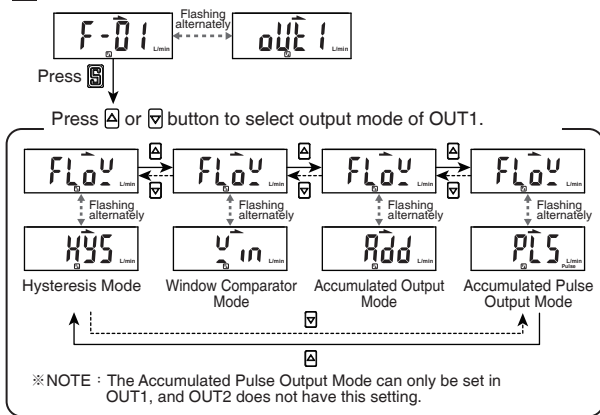 Flashing
alternately
F-01 L/min
oUt1 L/min
Press S
Press △ or ▽ button to select output mode of OUT1.
FLoW L/min
FLoW L/min
FLoW L/min
FLoW L/min
Flashing
alternately
Flashing
alternately
Flashing
alternately
Flashing
alternately
HYS L/min
Win L/min
Add L/min
PLS L/min
Pulse
Hysteresis Mode
Window Comparator
Mode
Accumulated Output
Mode
Accumulated Pulse
Output Mode
※NOTE : The Accumulated Pulse Output Mode can only be set in
OUT1, and OUT2 does not have this setting.